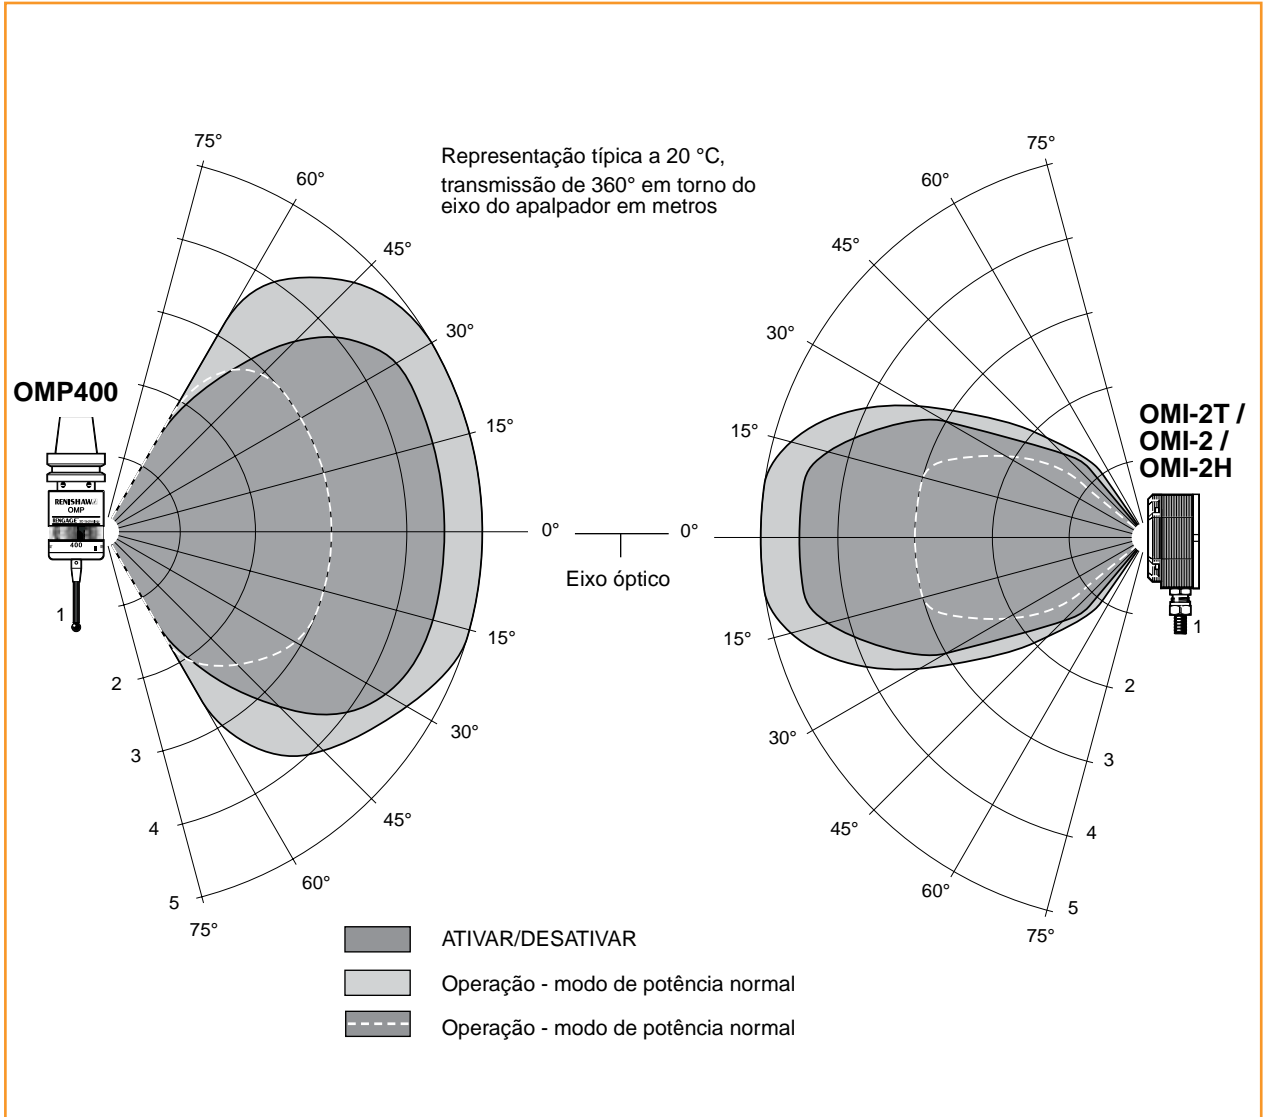 75°
60°
45°
30°
15°
0°
15°
30°
45°
60°
75°
Representação típica a 20 °C,
transmissão de 360° em torno do
eixo do apalpador em metros
OMP400
RENISHAW
OMP
400
1
2
3
4
5
Eixo óptico
75°
60°
45°
30°
15°
0°
15°
30°
45°
60°
75°
OMI-2T /
OMI-2 /
OMI-2H
1
2
3
4
5
ATIVAR/DESATIVAR
Operação - modo de potência normal
Operação - modo de potência normal